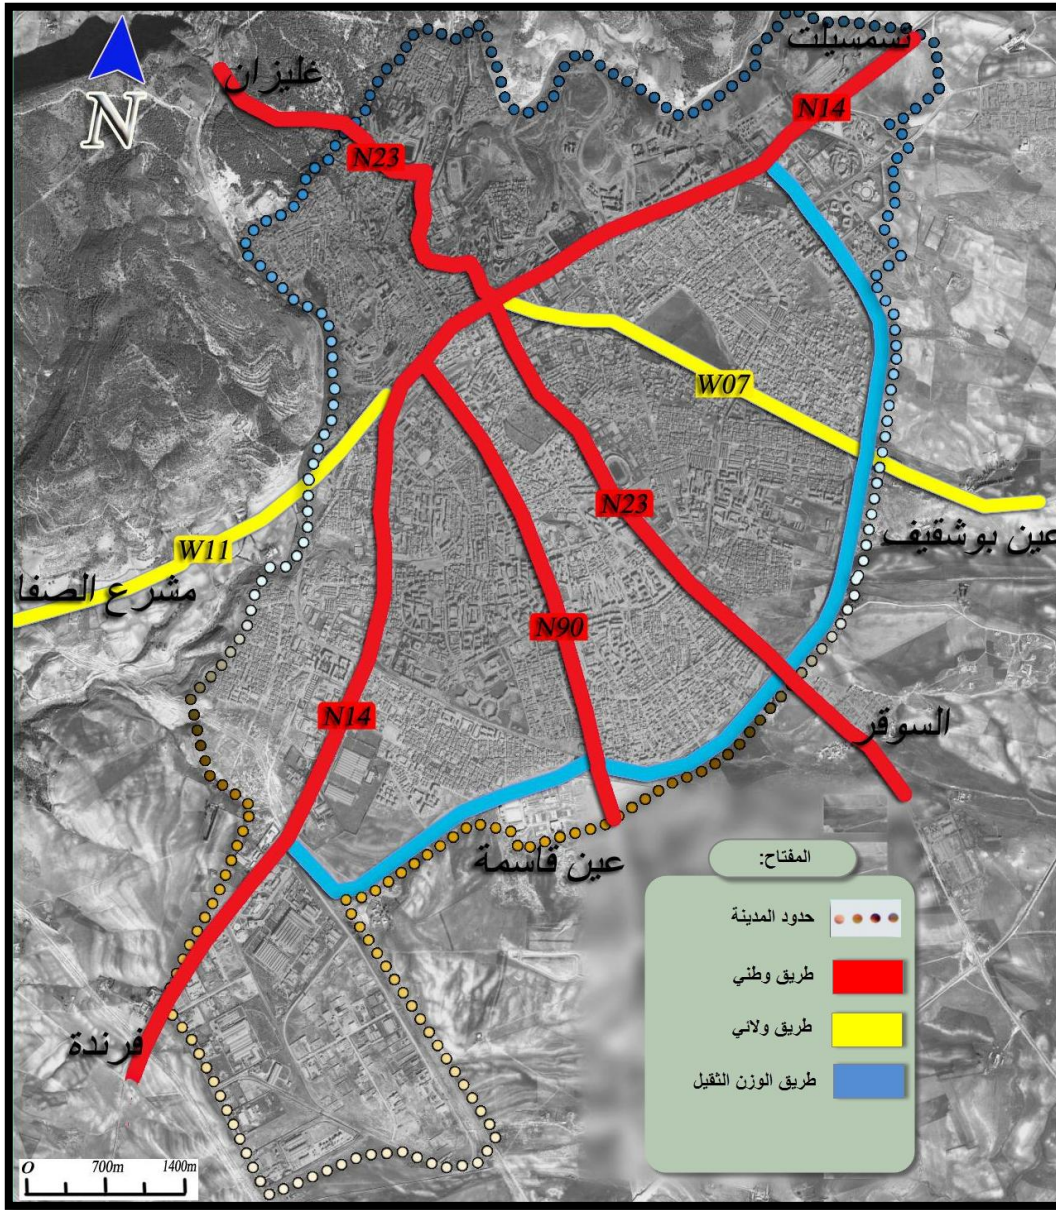 تسمسيلت
غليزان
N
N14
N23
W07
N23
عين بوشقيف
W11
مشرع الصفا
N90
N14
السوقر
عين قاسمة
فرندة
المفتاح:
حدود المدينة
طريق وطني
طريق ولائي
طريق الوزن الثقيل
O 700m 1400m